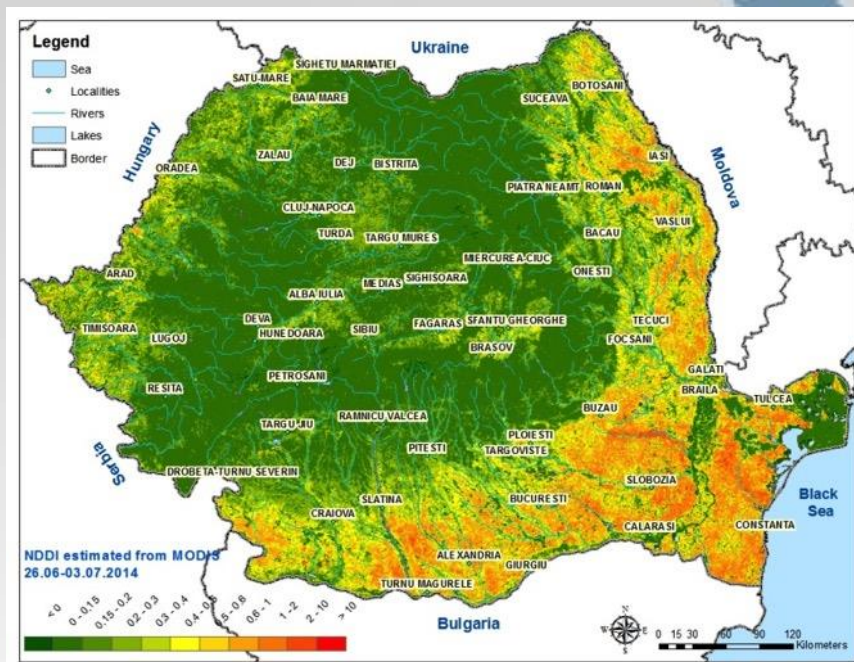 Legend
Sea
Localities
Rivers
Lakes
Border
Ukraine
Hungary
Moldova
Serbia
Black
Sea
Bulgaria
SIGHETU MARMATIEI
SATU-MARE
BAIA MARE
BOTOSANI
SUCEAVA
ZALAU
DEJ
BISTRITA
IASI
ORADEA
PIATRA NEAMT
ROMAN
CLUJ-NAPOCA
VASLUI
TURDA
TARGU MURES
BACAU
MIERCUREA-CIUC
ONESTI
ARAD
SIGHISOARA
MEDIAS
ALBA IULIA
DEVA
TECUCI
TIMISOARA
HUNEDOARA
SIBIU
FAGARAS
SFANTU GHEORGHE
LUGOJ
FOCSANI
BRASOV
GALATI
PETROSANI
RESITA
BRAILA
TULCEA
BUZAU
RAMNICU VALCEA
TARGU JIU
PLOIESTI
PITESTI
TARGOVISTE
DROBETA-TURNU SEVERIN
SLOBOZIA
SLATINA
BUCURESTI
CRAIOVA
CALARASI
CONSTANTA
ALEXANDRIA
GIURGIU
TURNU MAGURELE
NDDI estimated from MODIS
26.06-03.07.2014
< 0
0 - 0.15
0.15 - 0.2
0.2 - 0.3
0.3 - 0.4
0.6 - 1
1 - 2
2 - 10
> 10
N
W
E
S
0 15 30 60 90 120
Kilometers